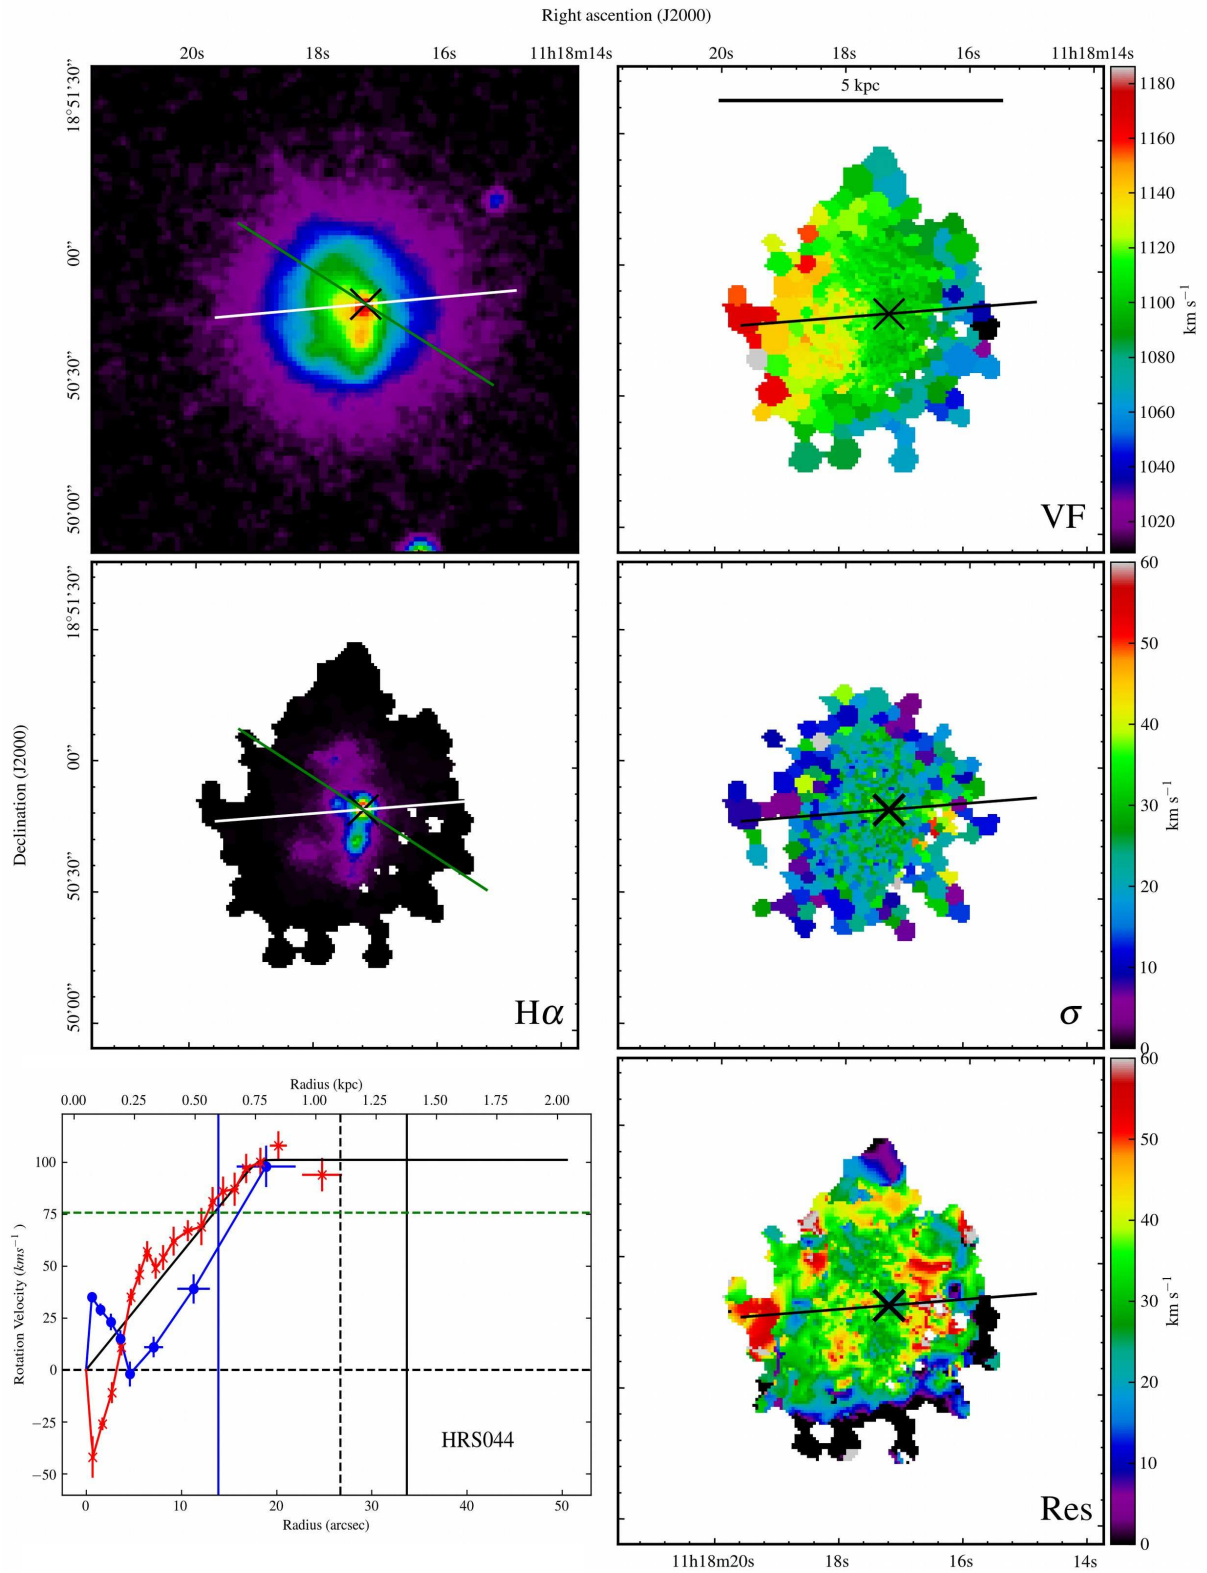 Right ascention (J2000)
20s 18s 16s 11h18m14s
20s 18s 16s 11h18m14s
18°51'30”
00”
50'30”
50'00”
5 kpc
VF
1180
1160
1140
1120
1100
1080
1060
1040
1020
km s⁻¹
Declination (J2000)
18°51'30”
00”
50'30”
50'00”
Hα
σ
60
50
40
30
20
10
0
km s⁻¹
Radius (kpc)
0.00 0.25 0.50 0.75 1.00 1.25 1.50 1.75 2.00
Rotation Velocity (kms⁻¹)
100
75
50
25
0
−25
−50
HRS044
0 10 20 30 40 50
Radius (arcsec)
Res
60
50
40
30
20
10
0
km s⁻¹
11h18m20s 18s 16s 14s